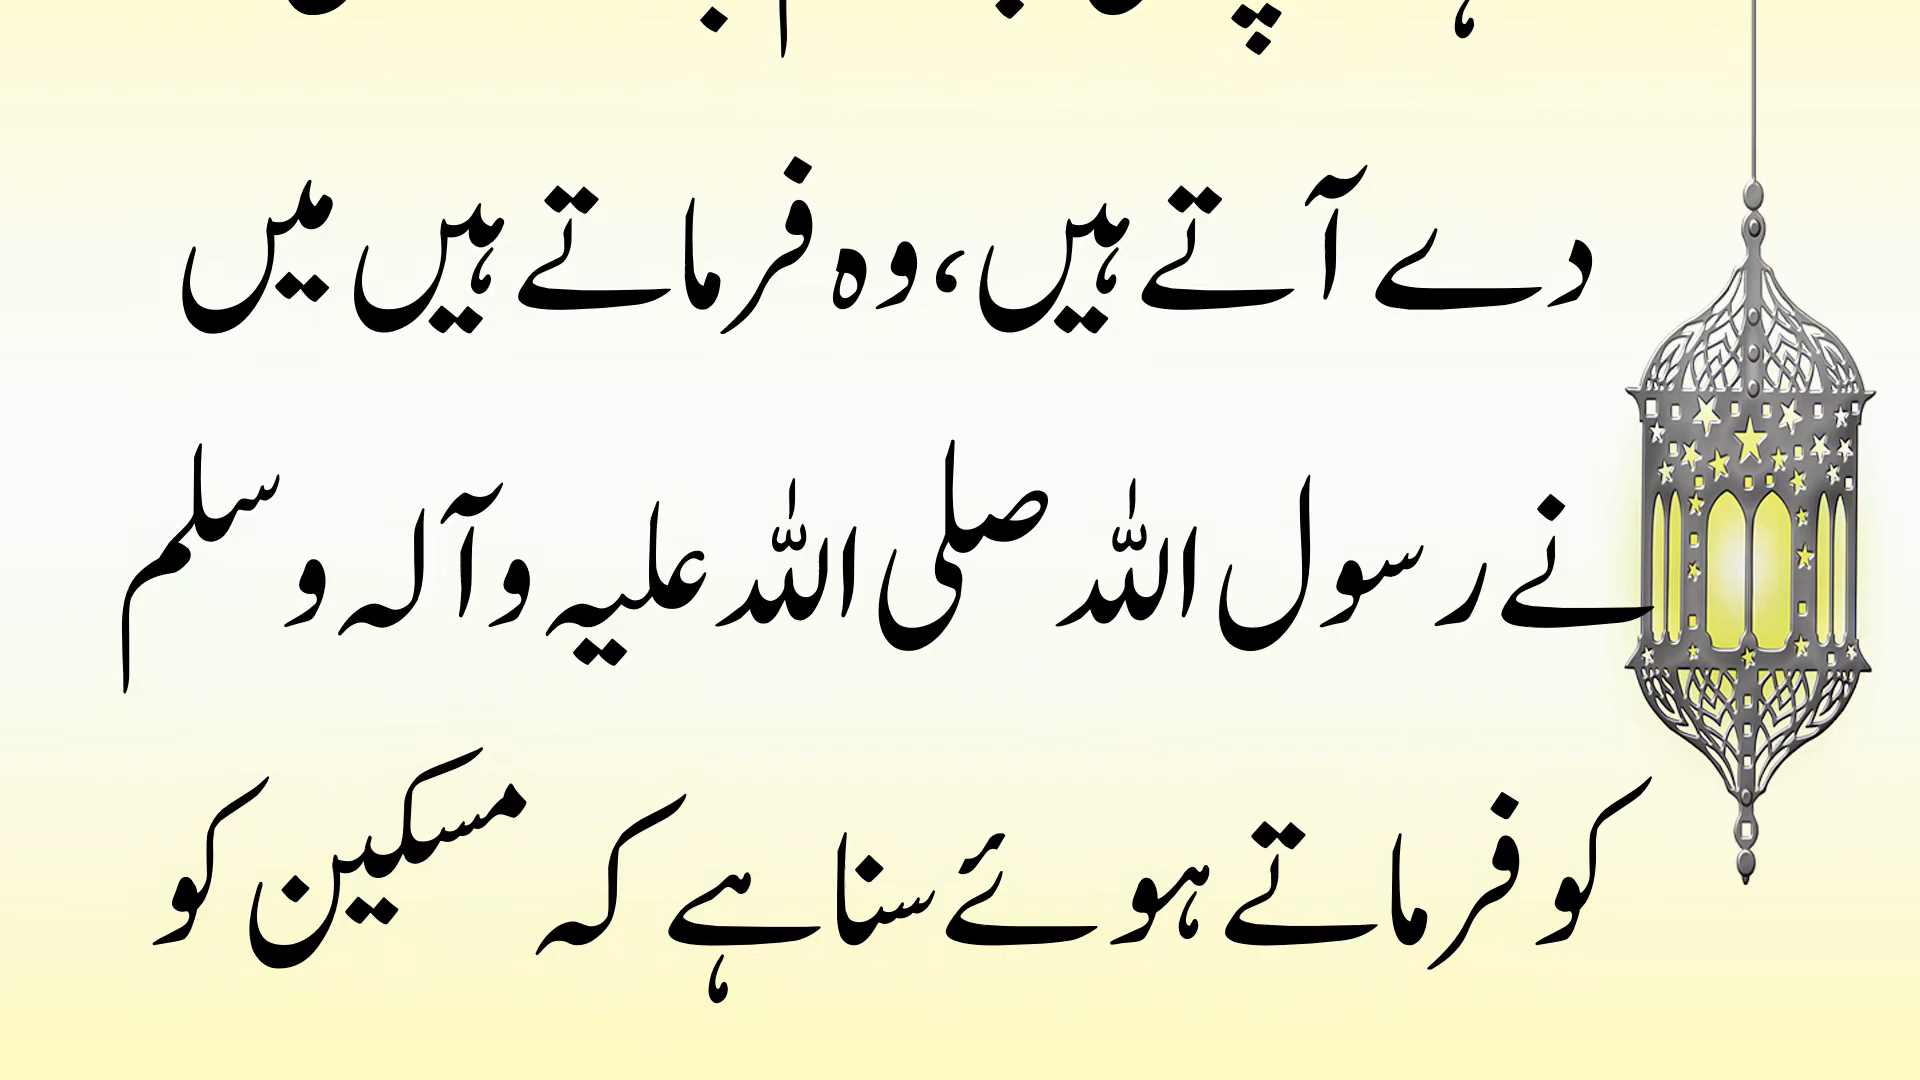 دے آتے ہیں، وہ فرماتے ہیں میں
نے رسول اللہ صلی اللہ علیہ وآلہ وسلم
کو فرماتے ہوئے سنا ہے کہ مسکین کو